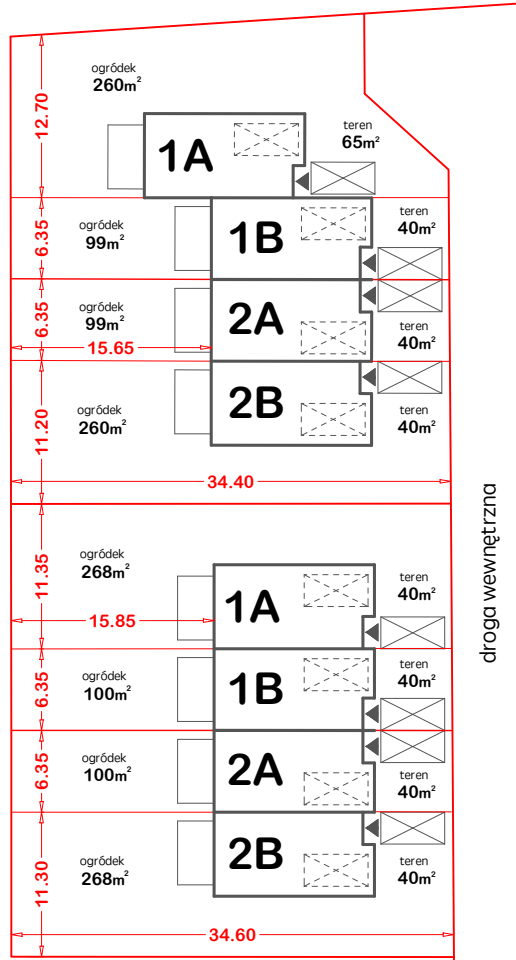 ogródek
260m²
12.70
1A
teren
65m²
6.35
ogródek
99m²
1B
teren
40m²
6.35
ogródek
99m²
2A
teren
40m²
15.65
11.20
ogródek
260m²
2B
teren
40m²
34.40
droga wewnętrzna
11.35
ogródek
268m²
1A
teren
40m²
15.85
6.35
ogródek
100m²
1B
teren
40m²
6.35
ogródek
100m²
2A
teren
40m²
11.30
ogródek
268m²
2B
teren
40m²
34.60